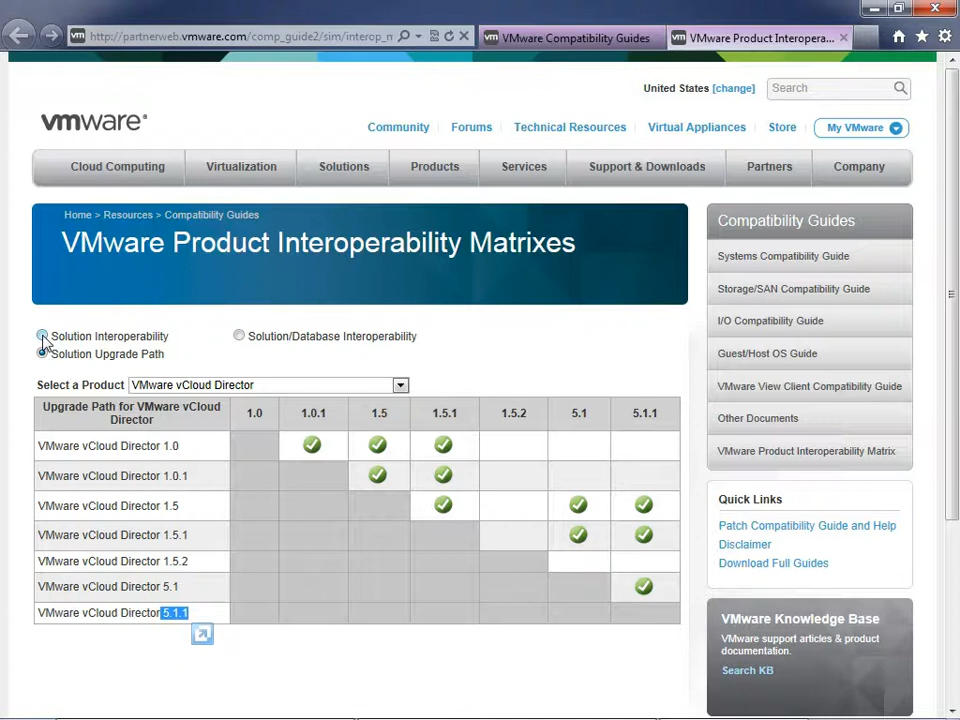 http://partnerweb.vmware.com/comp_guide2/sim/interop_m
VMware Compatibility Guides
VMware Product Interopera...
United States [change]
Search
vmware®
Community
Forums
Technical Resources
Virtual Appliances
Store
My VMware
Cloud Computing
Virtualization
Solutions
Products
Services
Support & Downloads
Partners
Company
Home > Resources > Compatibility Guides
VMware Product Interoperability Matrixes
Solution Interoperability
Solution/Database Interoperability
Solution Upgrade Path
Select a Product
VMware vCloud Director
Upgrade Path for VMware vCloud
Director
1.0
1.0.1
1.5
1.5.1
1.5.2
5.1
5.1.1
VMware vCloud Director 1.0
VMware vCloud Director 1.0.1
VMware vCloud Director 1.5
VMware vCloud Director 1.5.1
VMware vCloud Director 1.5.2
VMware vCloud Director 5.1
VMware vCloud Director 5.1.1
Compatibility Guides
Systems Compatibility Guide
Storage/SAN Compatibility Guide
I/O Compatibility Guide
Guest/Host OS Guide
VMware View Client Compatibility Guide
Other Documents
VMware Product Interoperability Matrix
Quick Links
Patch Compatibility Guide and Help
Disclaimer
Download Full Guides
VMware Knowledge Base
VMware support articles & product
documentation.
Search KB